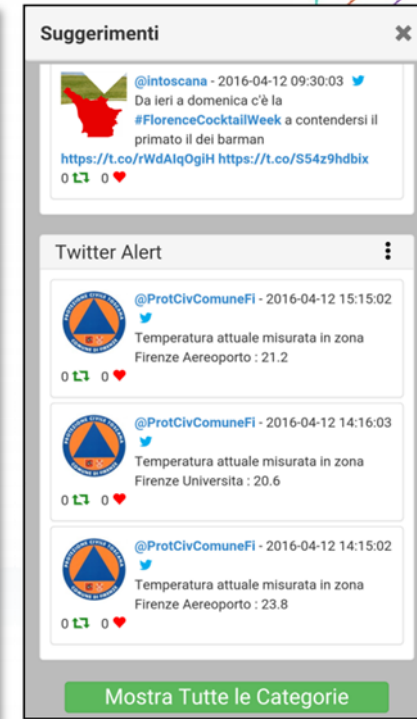 Suggerimenti
@intoscana - 2016-04-12 09:30:03
Da ieri a domenica c'è la
#FlorenceCocktailWeek a contendersi il
primato il dei barman
https://t.co/rWdAIqOgiH https://t.co/S54z9hdbix
0 0
Twitter Alert
@ProtCivComuneFi - 2016-04-12 15:15:02
Temperatura attuale misurata in zona
Firenze Aereoporto : 21.2
0 0
@ProtCivComuneFi - 2016-04-12 14:16:03
Temperatura attuale misurata in zona
Firenze Universita : 20.6
0 0
@ProtCivComuneFi - 2016-04-12 14:15:02
Temperatura attuale misurata in zona
Firenze Aereoporto : 23.8
0 0
Mostra Tutte le Categorie